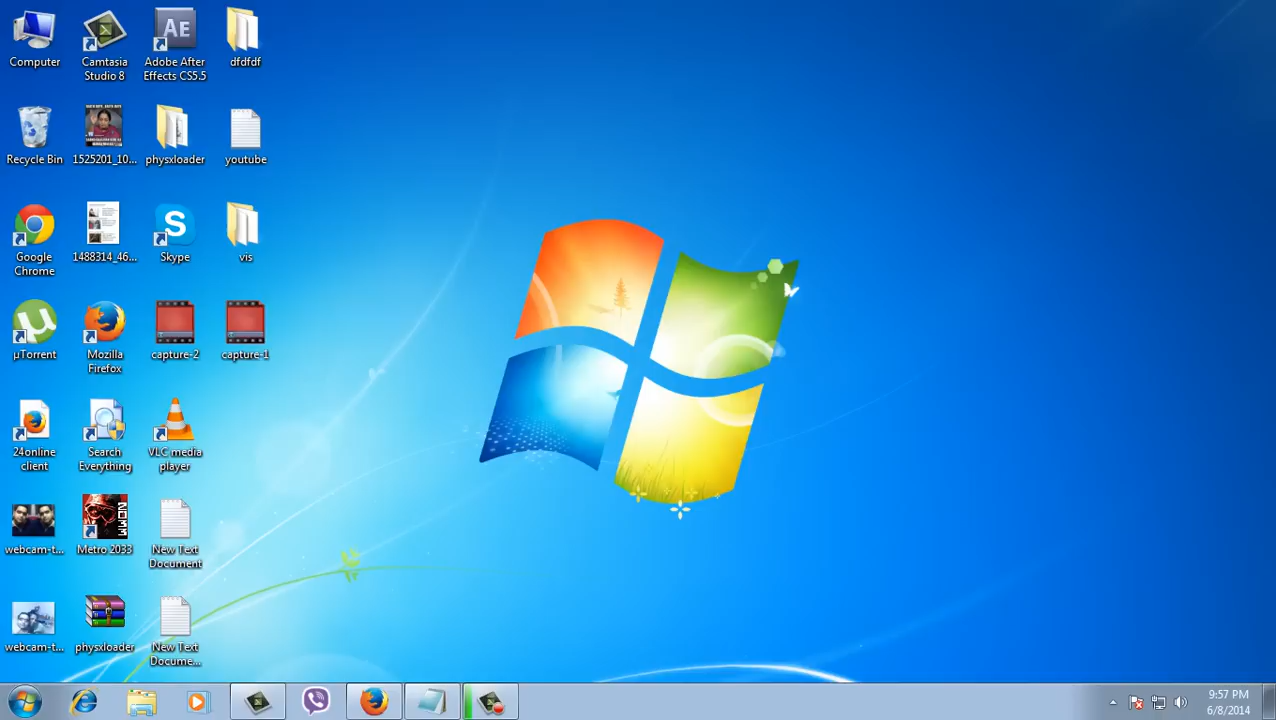 Computer
Camtasia
Studio 8
Adobe After
Effects CS5.5
dfdfdf
Recycle Bin
1525201_10...
physxloader
youtube
Google
Chrome
1488314_46...
Skype
vis
µTorrent
Mozilla
Firefox
capture-2
capture-1
24online
client
Search
Everything
VLC media
player
webcam-t...
Metro 2033
New Text
Document
webcam-t...
physxloader
New Text
Docume...
9:57 PM
6/8/2014